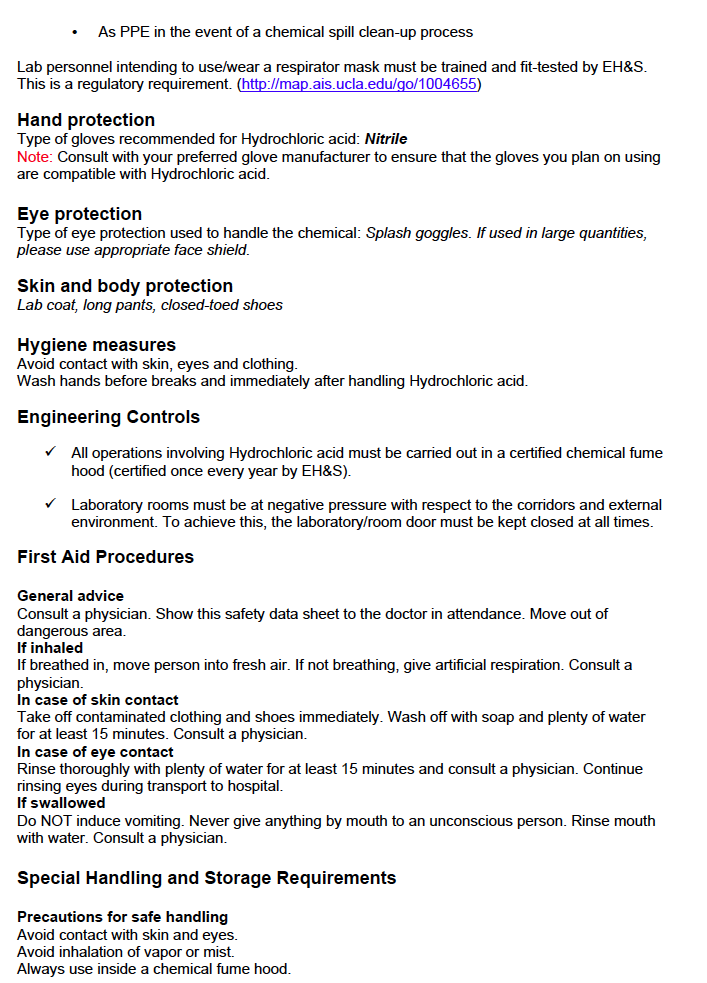 • As PPE in the event of a chemical spill clean-up process
Lab personnel intending to use/wear a respirator mask must be trained and fit-tested by EH&S.
This is a regulatory requirement. (http://map.ais.ucla.edu/go/1004655)
Hand protection
Type of gloves recommended for Hydrochloric acid: Nitrile
Note: Consult with your preferred glove manufacturer to ensure that the gloves you plan on using
are compatible with Hydrochloric acid.
Eye protection
Type of eye protection used to handle the chemical: Splash goggles. If used in large quantities,
please use appropriate face shield.
Skin and body protection
Lab coat, long pants, closed-toed shoes
Hygiene measures
Avoid contact with skin, eyes and clothing.
Wash hands before breaks and immediately after handling Hydrochloric acid.
Engineering Controls
✓ All operations involving Hydrochloric acid must be carried out in a certified chemical fume
hood (certified once every year by EH&S).
✓ Laboratory rooms must be at negative pressure with respect to the corridors and external
environment. To achieve this, the laboratory/room door must be kept closed at all times.
First Aid Procedures
General advice
Consult a physician. Show this safety data sheet to the doctor in attendance. Move out of
dangerous area.
If inhaled
If breathed in, move person into fresh air. If not breathing, give artificial respiration. Consult a
physician.
In case of skin contact
Take off contaminated clothing and shoes immediately. Wash off with soap and plenty of water
for at least 15 minutes. Consult a physician.
In case of eye contact
Rinse thoroughly with plenty of water for at least 15 minutes and consult a physician. Continue
rinsing eyes during transport to hospital.
If swallowed
Do NOT induce vomiting. Never give anything by mouth to an unconscious person. Rinse mouth
with water. Consult a physician.
Special Handling and Storage Requirements
Precautions for safe handling
Avoid contact with skin and eyes.
Avoid inhalation of vapor or mist.
Always use inside a chemical fume hood.